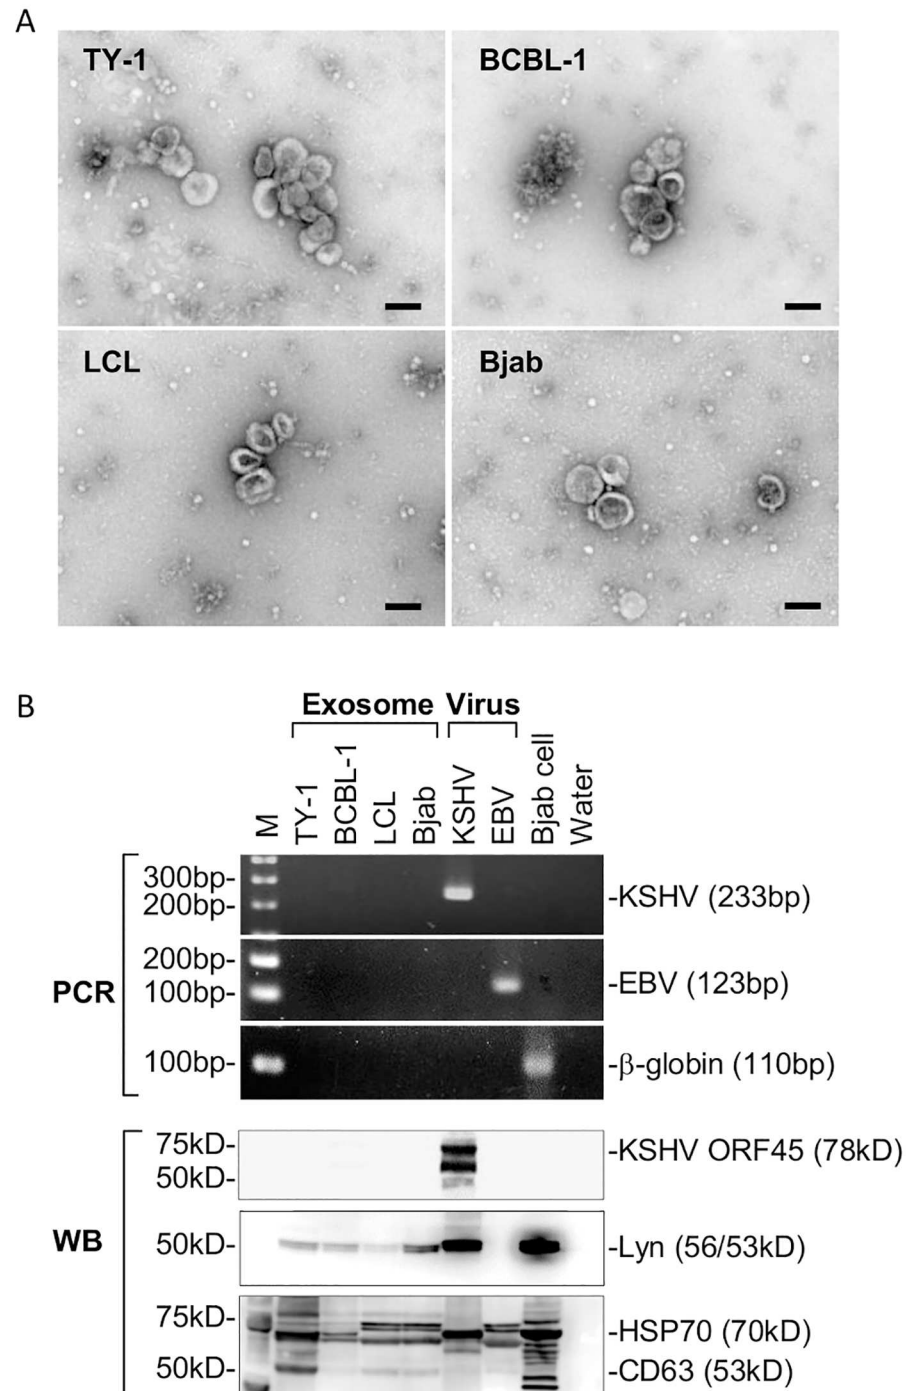 A
TY-1
BCBL-1
LCL
Bjab
B
Exosome Virus
M
TY-1
BCBL-1
LCL
Bjab
KSHV
EBV
Bjab cell
Water
PCR
300bp-
200bp-
-KSHV (233bp)
200bp-
100bp-
-EBV (123bp)
100bp-
-β-globin (110bp)
WB
75kD-
50kD-
-KSHV ORF45 (78kD)
50kD-
-Lyn (56/53kD)
75kD-
50kD-
-HSP70 (70kD)
-CD63 (53kD)